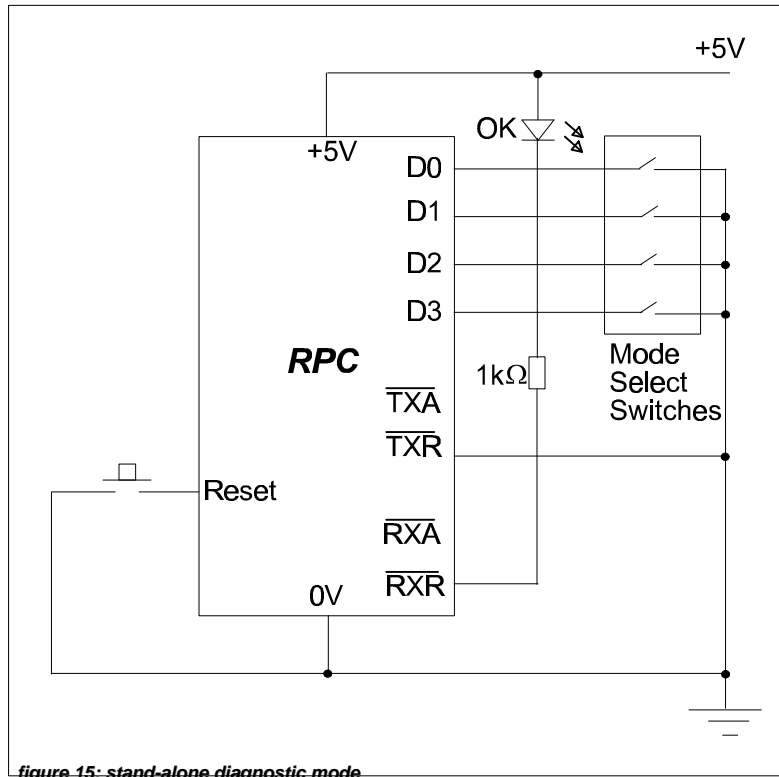 +5V
+5V
OK
D0
D1
D2
D3
RPC
Mode
Select
Switches
1kΩ
TXA
TXR
Reset
RXA
RXR
0V
figure 15: stand-alone diagnostic mode